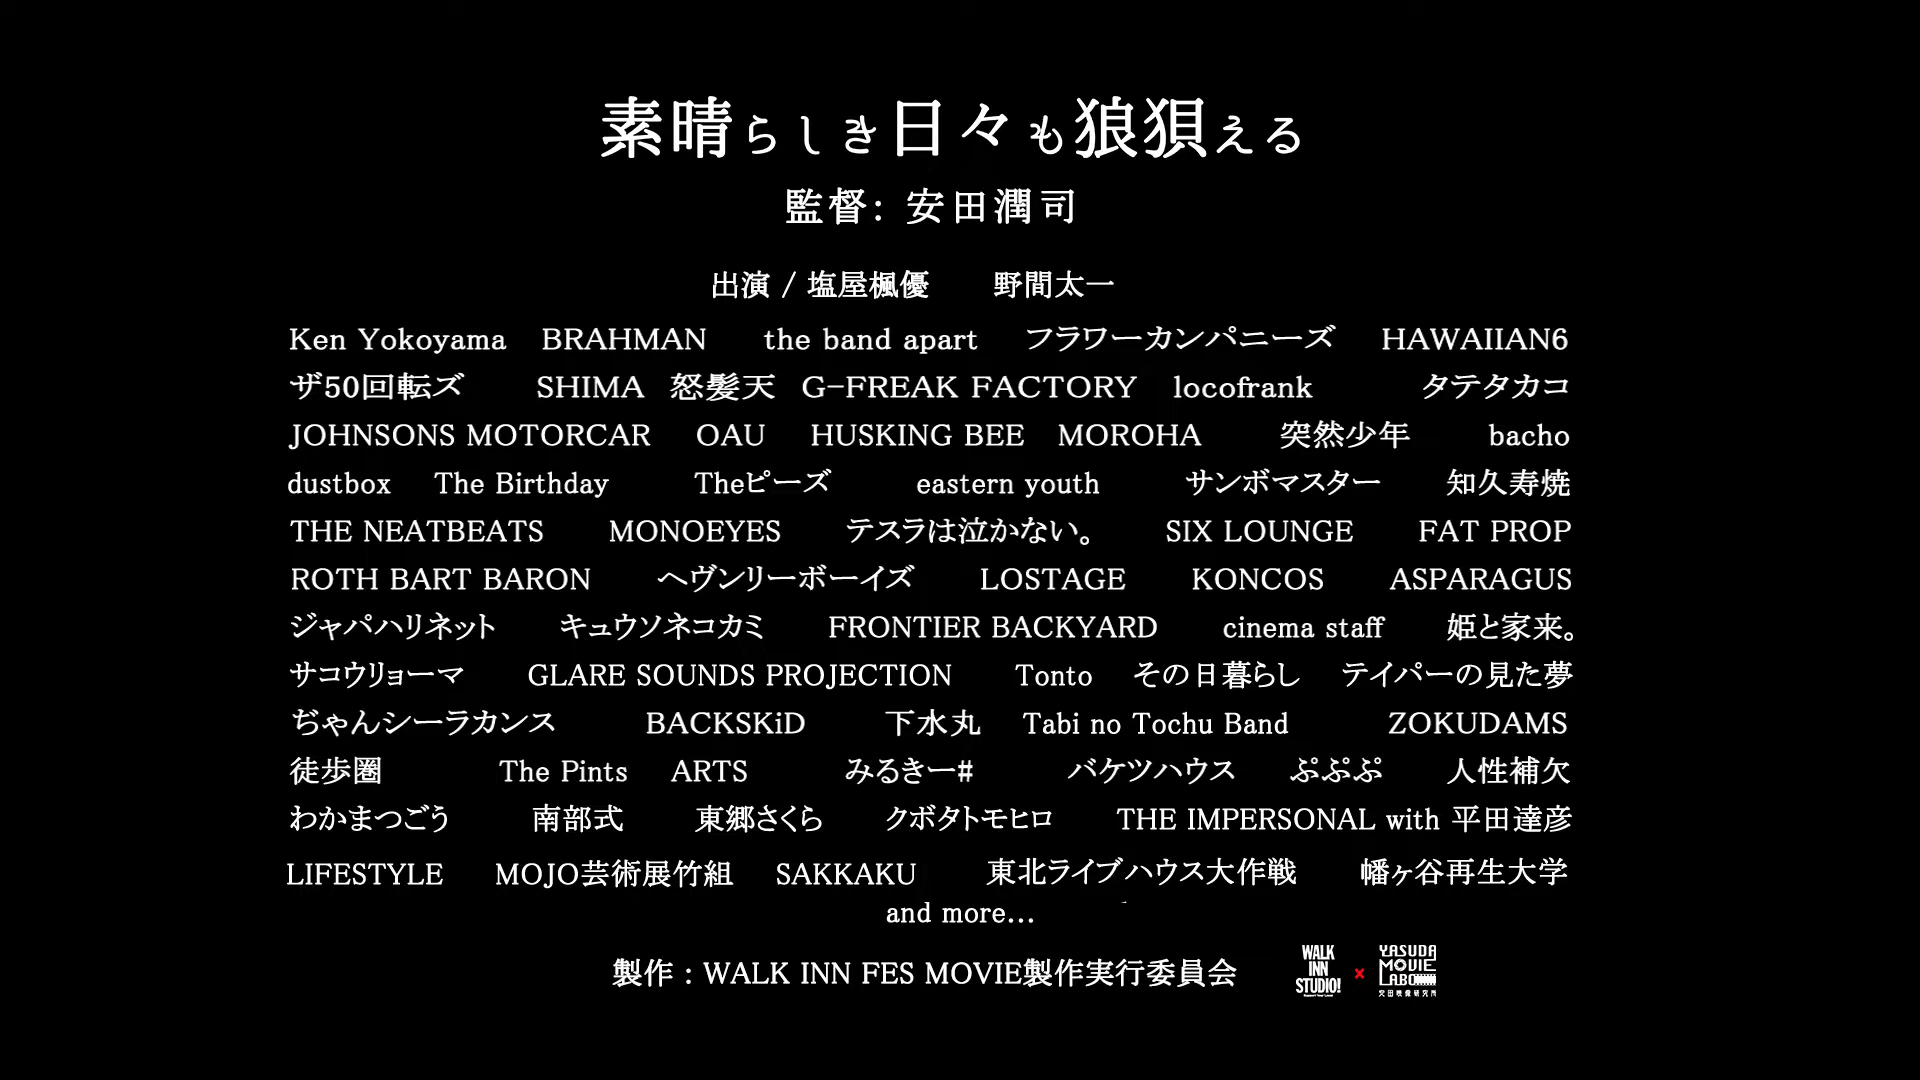 素晴らしき日々も狼狽える
監督: 安田潤司
出演 / 塩屋楓優 野間太一
Ken Yokoyama BRAHMAN the band apart フラワーカンパニーズ HAWAIIAN6
ザ50回転ズ SHIMA 怒髪天 G-FREAK FACTORY locofrank タテタカコ
JOHNSONS MOTORCAR OAU HUSKING BEE MOROHA 突然少年 bacho
dustbox The Birthday Theピーズ eastern youth サンボマスター 知久寿焼
THE NEATBEATS MONOEYES テスラは泣かない。 SIX LOUNGE FAT PROP
ROTH BART BARON ヘヴンリーボーイズ LOSTAGE KONCOS ASPARAGUS
ジャパハリネット キュウソネコカミ FRONTIER BACKYARD cinema staff 姫と家来。
サコウリョーマ GLARE SOUNDS PROJECTION Tonto その日暮らし テイパーの見た夢
ぢゃんシーラカンス BACKSKiD 下水丸 Tabi no Tochu Band ZOKUDAMS
徒歩圏 The Pints ARTS みるきー# バケツハウス ぷぷぷ 人性補欠
わかまつごう 南部式 東郷さくら クボタトモヒロ THE IMPERSONAL with 平田達彦
LIFESTYLE MOJO芸術展竹組 SAKKAKU 東北ライブハウス大作戦 幡ヶ谷再生大学
and more...
製作 : WALK INN FES MOVIE製作実行委員会
WALK INN STUDIO! × YASUDA MOVIE LABO 安田映像研究所